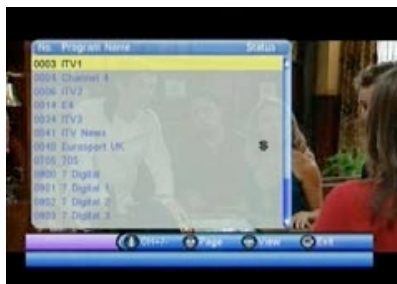 No. Program Name Status
0003 ITV1
0004 Channel 4
0006 ITV2
0014 E4
0034 ITV3
0041 ITV News
0040 Eurosport UK $
0705 705
0800 7 Digital
0801 7 Digital 1
0802 7 Digital 2
0803 7 Digital 3
CH+/- Page View Exit